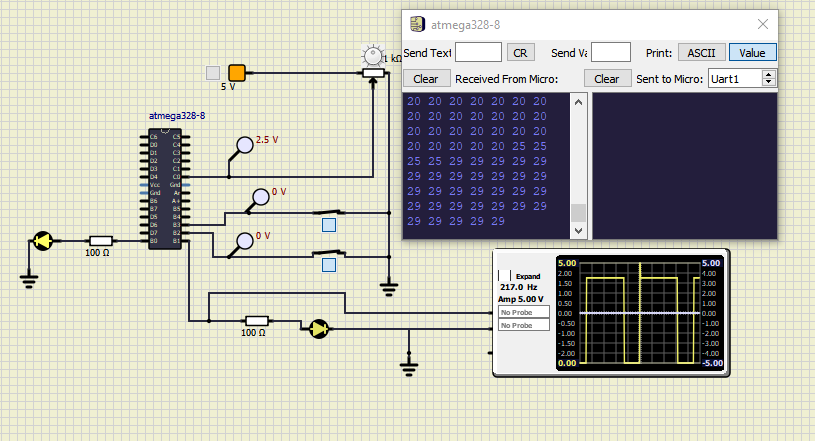 atmega328-8
Send Text CR Send Va Print: ASCII Value
Clear Received From Micro: Clear Sent to Micro: Uart1
20 20 20 20 20 20 20
20 20 20 20 20 20 20
20 20 20 20 20 20 20
20 20 20 20 20 25 25
25 25 29 29 29 29 29
29 29 29 29 29 29 29
29 29 29 29 29 29 29
29 29 29 29 29 29 29
29 29 29 29 29
1 kΩ
5 V
atmega328-8
C6 C5
D0 C4
D1 C3
D2 C2
D3 C1
D4 C0
Vcc Gnd
Gnd Ar
B6 A+
B7 B5
D5 B4
D6 B3
D7 B2
B0 B1
2.5 V
0 V
0 V
100 Ω
100 Ω
Expand
217.0 Hz
Amp 5.00 V
No Probe
No Probe
5.00 5.00
2.00 4.00
1.50 3.00
1.00 2.00
0.50 1.00
0.00 0.00
-0.50 -1.00
-1.00 -2.00
-1.50 -3.00
-2.00 -4.00
0.00 -5.00